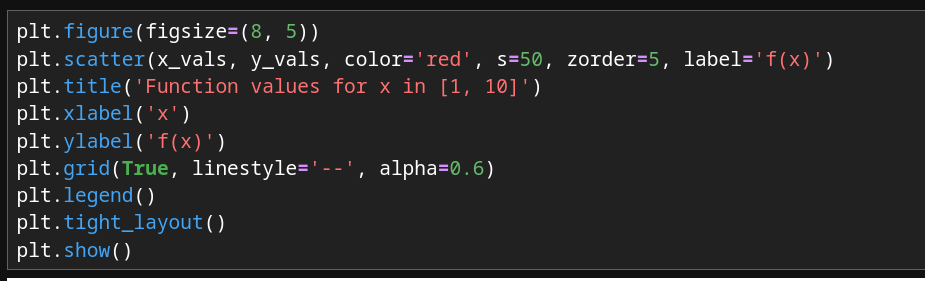 plt.figure(figsize=(8, 5))
plt.scatter(x_vals, y_vals, color='red', s=50, zorder=5, label='f(x)')
plt.title('Function values for x in [1, 10]')
plt.xlabel('x')
plt.ylabel('f(x)')
plt.grid(True, linestyle='--', alpha=0.6)
plt.legend()
plt.tight_layout()
plt.show()